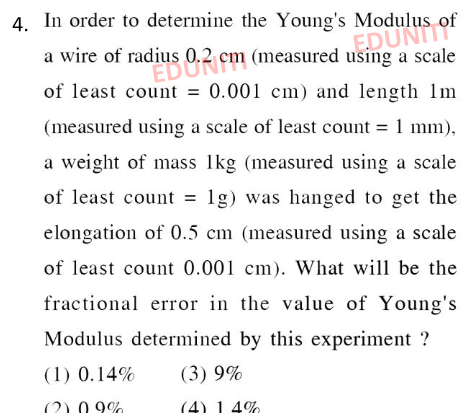 4. In order to determine the Young's Modulus of
a wire of radius 0.2 cm (measured using a scale
of least count = 0.001 cm) and length 1m
(measured using a scale of least count = 1 mm),
a weight of mass 1kg (measured using a scale
of least count = 1g) was hanged to get the
elongation of 0.5 cm (measured using a scale
of least count 0.001 cm). What will be the
fractional error in the value of Young's
Modulus determined by this experiment ?
(1) 0.14% (3) 9%
(2) 0.9% (4) 1.4%
EDUNITI
EDUNITI